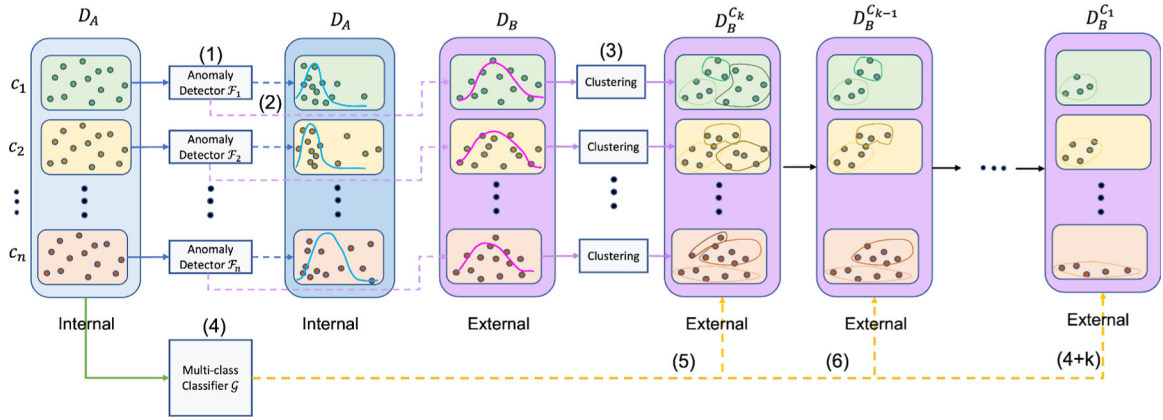 D_A
D_A
D_B
D_B^{C_k}
D_B^{C_{k-1}}
D_B^{C_1}
(1)
(3)
c_1
Anomaly
Detector ℱ_1
Clustering
(2)
c_2
Anomaly
Detector ℱ_2
Clustering
c_n
Anomaly
Detector ℱ_n
Clustering
Internal
Internal
External
External
External
External
(4)
Multi-class
Classifier 𝒢
(5)
(6)
(4+k)